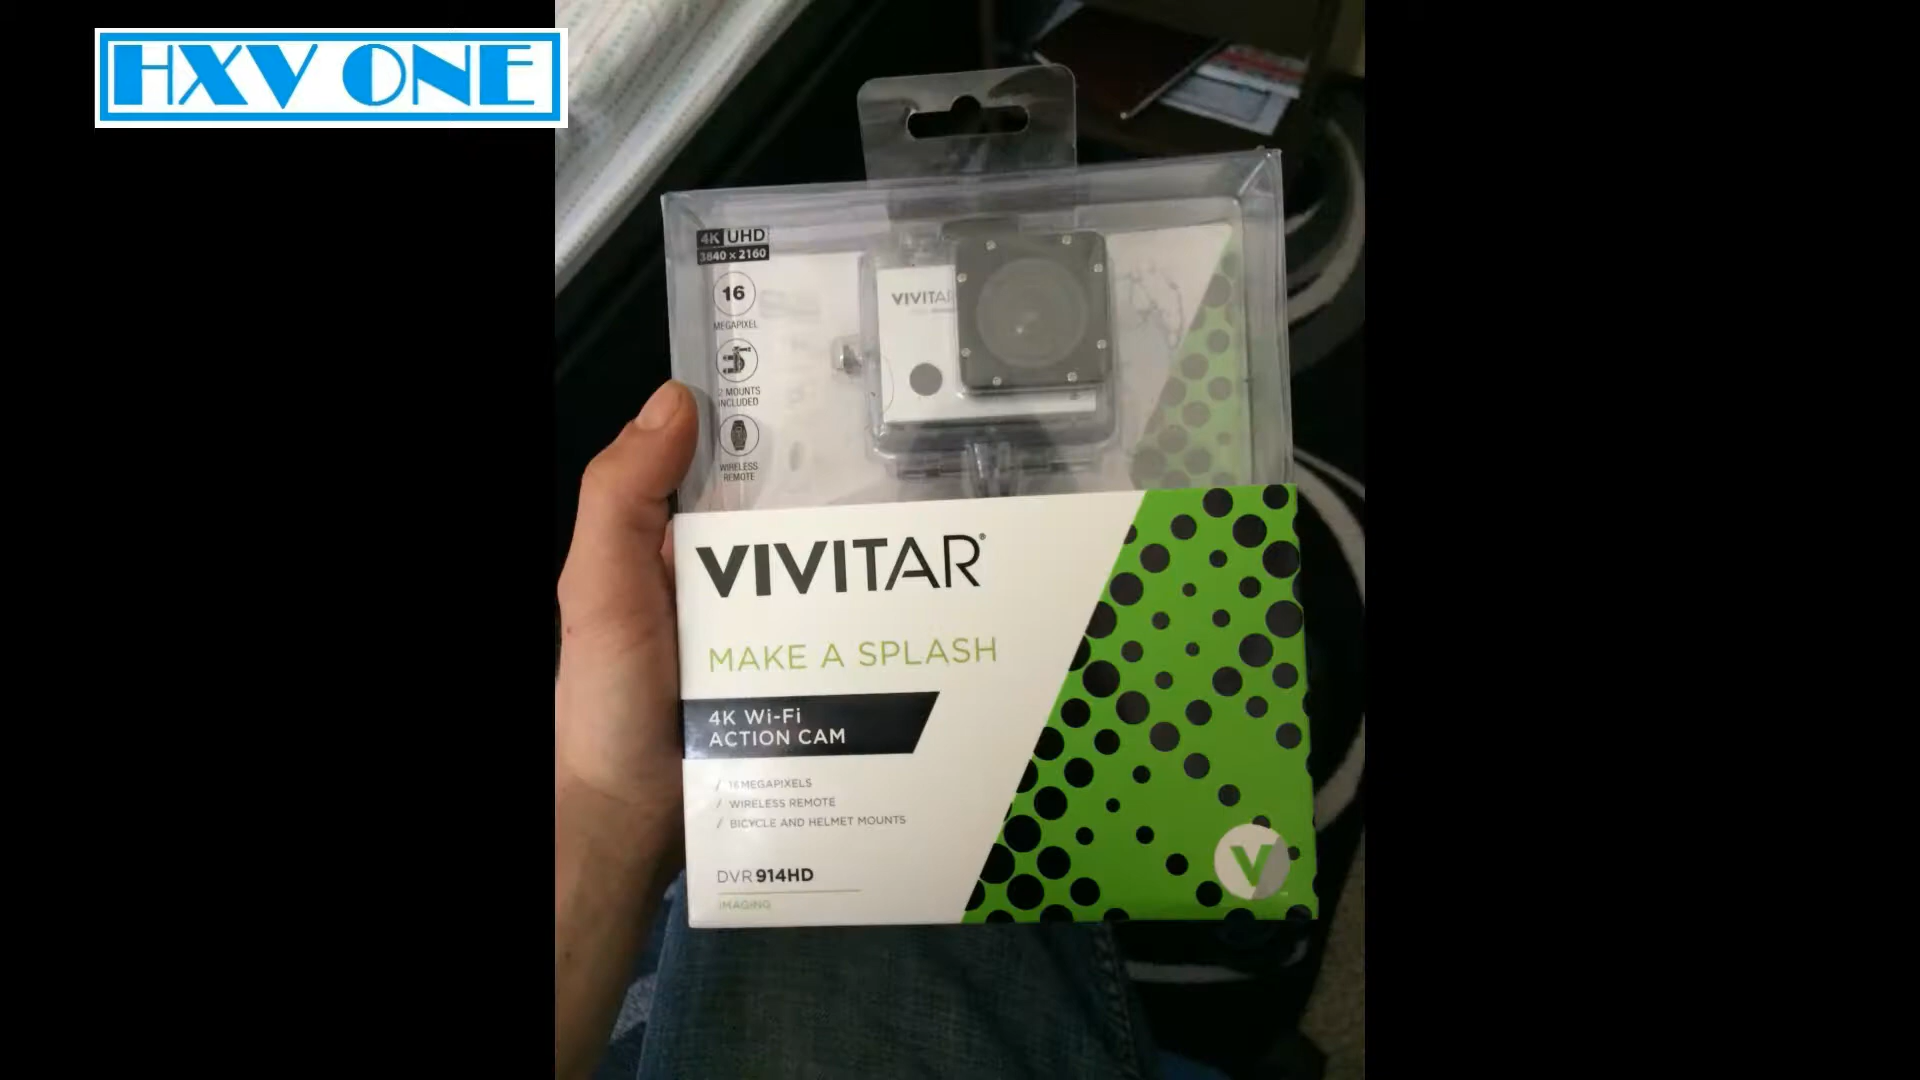 HXV ONE
4K UHD
3840 × 2160
16
MEGAPIXEL
2 MOUNTS
INCLUDED
WIRELESS
REMOTE
VIVITAR
VIVITAR®
MAKE A SPLASH
4K Wi-Fi
ACTION CAM
/ 16 MEGAPIXELS
/ WIRELESS REMOTE
/ BICYCLE AND HELMET MOUNTS
DVR 914HD
IMAGING
V